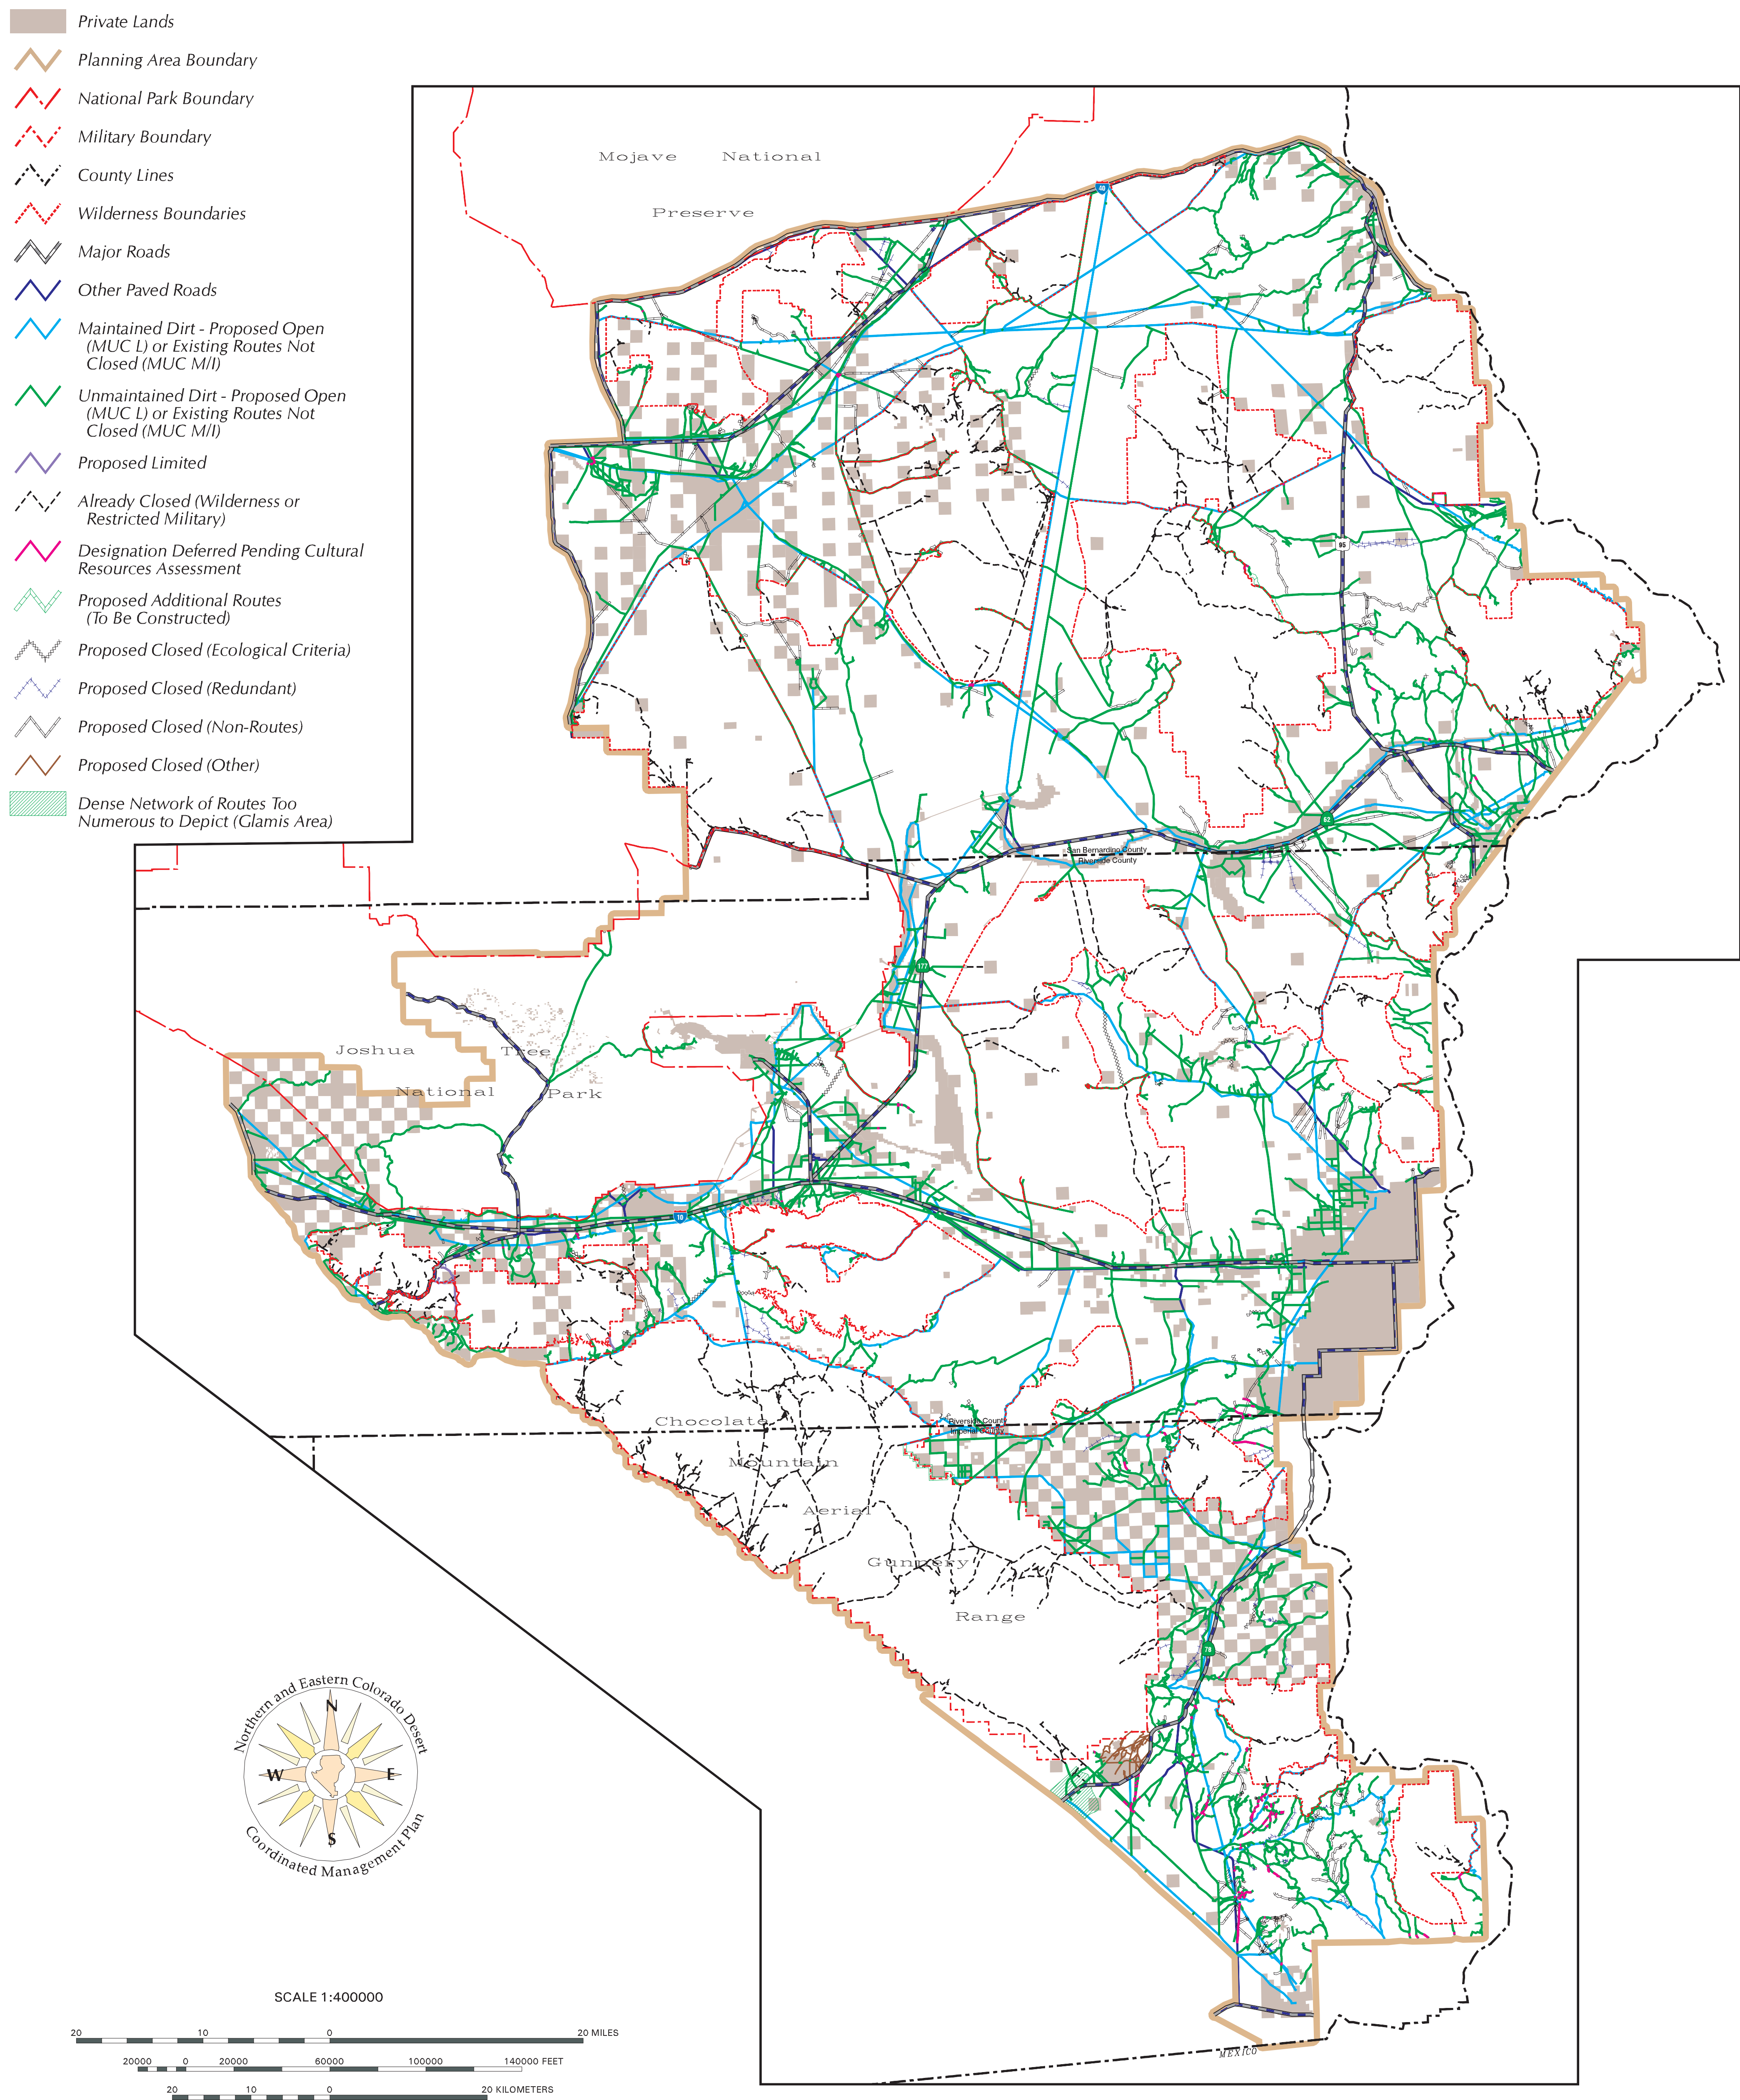 Private Lands
Planning Area Boundary
National Park Boundary
Military Boundary
County Lines
Wilderness Boundaries
Major Roads
Other Paved Roads
Maintained Dirt - Proposed Open
(MUC L) or Existing Routes Not
Closed (MUC M/I)
Unmaintained Dirt - Proposed Open
(MUC L) or Existing Routes Not
Closed (MUC M/I)
Proposed Limited
Already Closed (Wilderness or
Restricted Military)
Designation Deferred Pending Cultural
Resources Assessment
Proposed Additional Routes
(To Be Constructed)
Proposed Closed (Ecological Criteria)
Proposed Closed (Redundant)
Proposed Closed (Non-Routes)
Proposed Closed (Other)
Dense Network of Routes Too
Numerous to Depict (Glamis Area)
Mojave National
Preserve
40
95
62
San Bernardino County
Riverside County
177
Joshua Tree
National Park
10
Riverside County
Imperial County
Chocolate
Mountain
Aerial
Gunnery
Range
78
MEXICO
Northern and Eastern Colorado Desert
N
W E
S
Coordinated Management Plan
SCALE 1:400000
20 10 0 20 MILES
20000 0 20000 60000 100000 140000 FEET
20 10 0 20 KILOMETERS